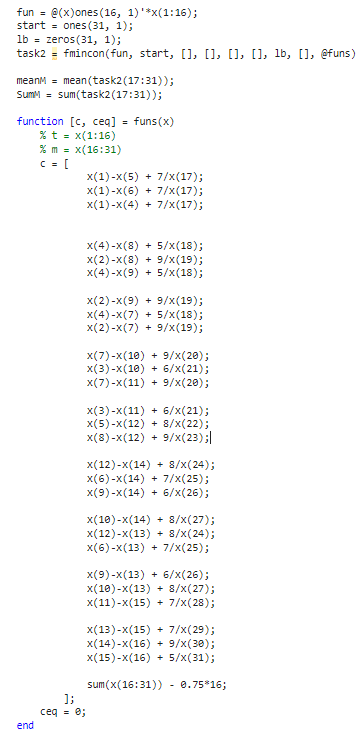 fun = @(x)ones(16, 1)'*x(1:16);
start = ones(31, 1);
lb = zeros(31, 1);
task2 = fmincon(fun, start, [], [], [], [], lb, [], @funs)
meanM = mean(task2(17:31));
SumM = sum(task2(17:31));
function [c, ceq] = funs(x)
% t = x(1:16)
% m = x(16:31)
c = [
x(1)-x(5) + 7/x(17);
x(1)-x(6) + 7/x(17);
x(1)-x(4) + 7/x(17);
x(4)-x(8) + 5/x(18);
x(2)-x(8) + 9/x(19);
x(4)-x(9) + 5/x(18);
x(2)-x(9) + 9/x(19);
x(4)-x(7) + 5/x(18);
x(2)-x(7) + 9/x(19);
x(7)-x(10) + 9/x(20);
x(3)-x(10) + 6/x(21);
x(7)-x(11) + 9/x(20);
x(3)-x(11) + 6/x(21);
x(5)-x(12) + 8/x(22);
x(8)-x(12) + 9/x(23);
x(12)-x(14) + 8/x(24);
x(6)-x(14) + 7/x(25);
x(9)-x(14) + 6/x(26);
x(10)-x(14) + 8/x(27);
x(12)-x(13) + 8/x(24);
x(6)-x(13) + 7/x(25);
x(9)-x(13) + 6/x(26);
x(10)-x(13) + 8/x(27);
x(11)-x(15) + 7/x(28);
x(13)-x(15) + 7/x(29);
x(14)-x(16) + 9/x(30);
x(15)-x(16) + 5/x(31);
sum(x(16:31)) - 0.75*16;
];
ceq = 0;
end